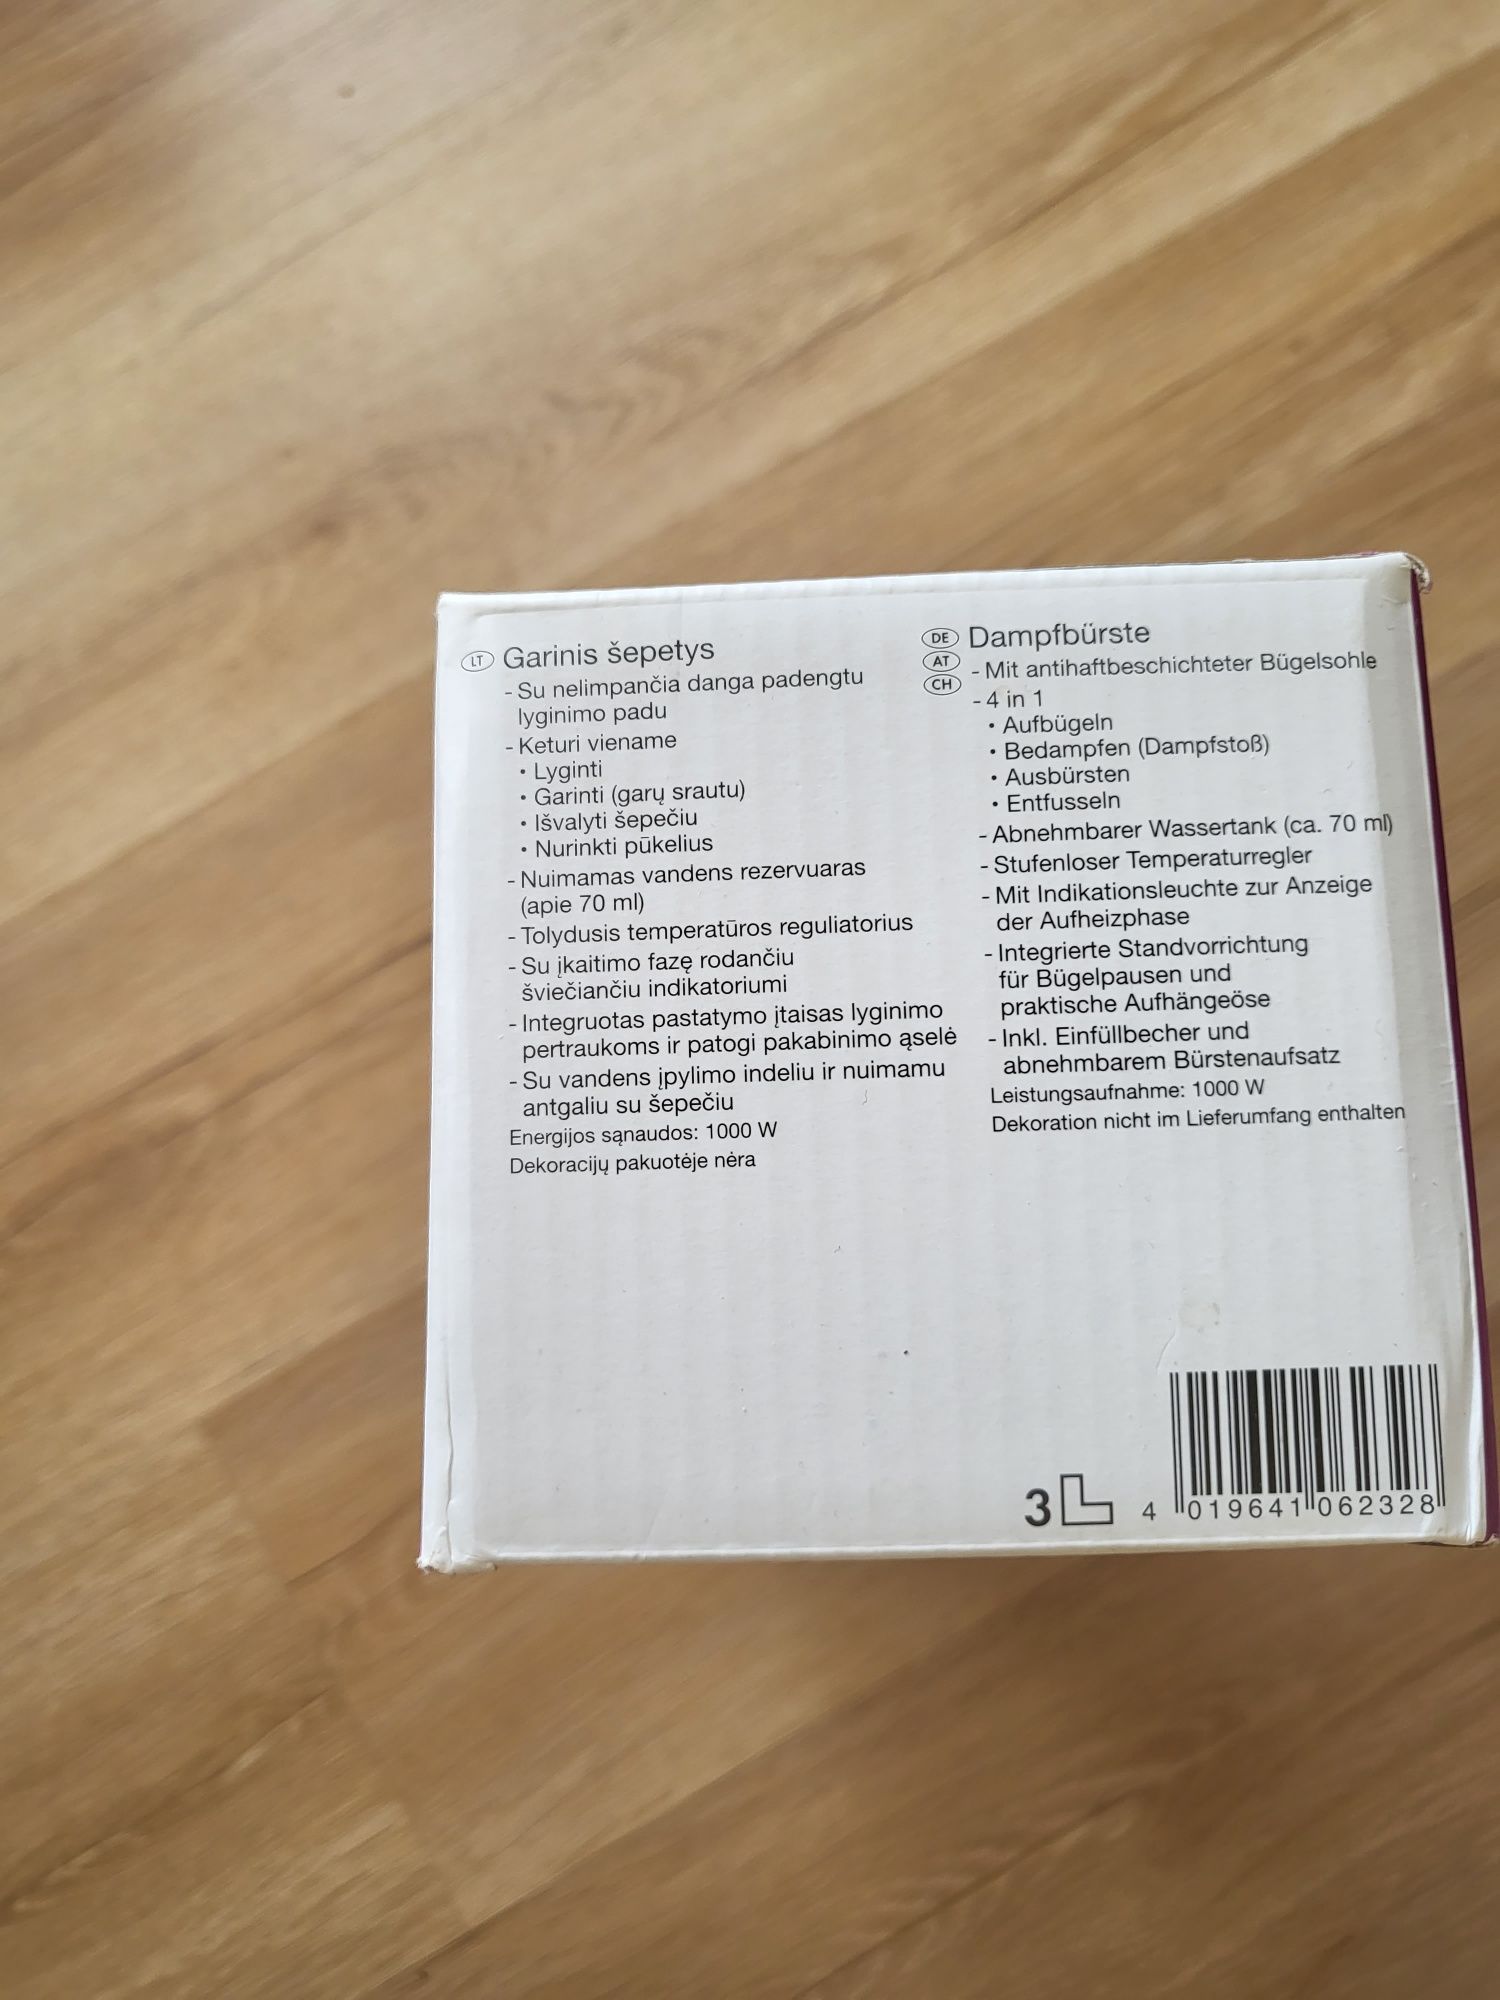 LT Garinis šepetys
- Su nelimpančia danga padengtu
lyginimo padu
- Keturi viename
• Lyginti
• Garinti (garų srautu)
• Išvalyti šepečiu
• Nurinkti pūkelius
- Nuimamas vandens rezervuaras
(apie 70 ml)
- Tolydusis temperatūros reguliatorius
- Su įkaitimo fazę rodančiu
šviečiančiu indikatoriumi
- Integruotas pastatymo įtaisas lyginimo
pertraukoms ir patogi pakabinimo ąselė
- Su vandens įpylimo indeliu ir nuimamu
antgaliu su šepečiu
Energijos sąnaudos: 1000 W
Dekoracijų pakuotėje nėra
DE Dampfbürste
AT - Mit antihaftbeschichteter Bügelsohle
CH - 4 in 1
• Aufbügeln
• Bedampfen (Dampfstoß)
• Ausbürsten
• Entfusseln
- Abnehmbarer Wassertank (ca. 70 ml)
- Stufenloser Temperaturregler
- Mit Indikationsleuchte zur Anzeige
der Aufheizphase
- Integrierte Standvorrichtung
für Bügelpausen und
praktische Aufhängeöse
- Inkl. Einfüllbecher und
abnehmbarem Bürstenaufsatz
Leistungsaufnahme: 1000 W
Dekoration nicht im Lieferumfang enthalten
3 L 4 019641 062328